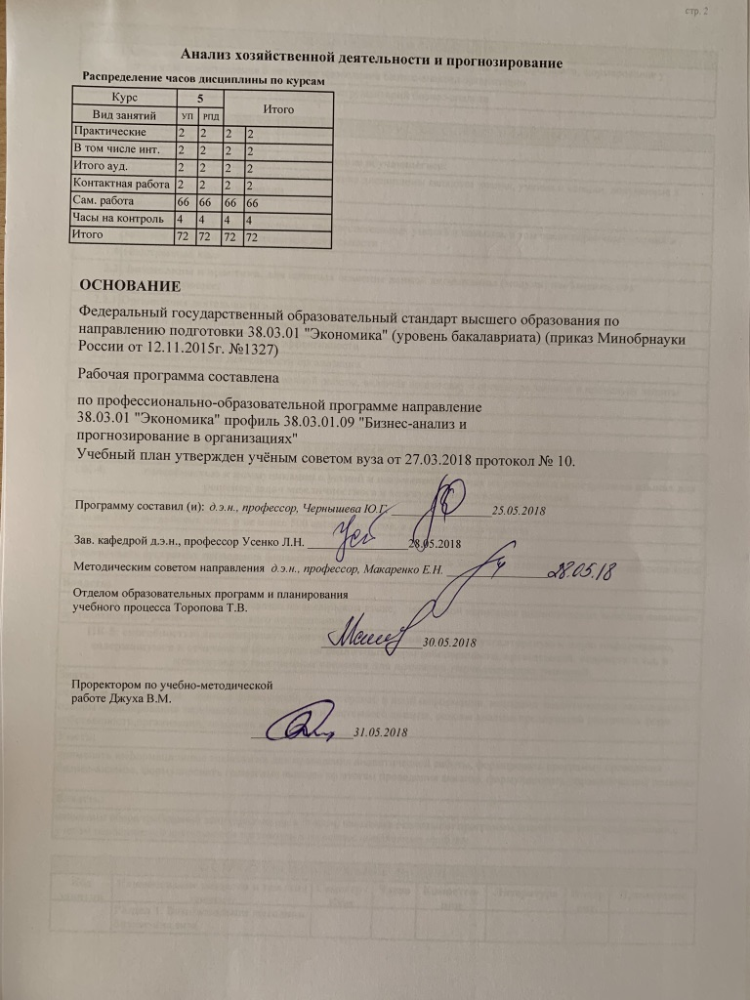 стр. 2
Анализ хозяйственной деятельности и прогнозирование
Распределение часов дисциплины по курсам
Курс 5 Итого
Вид занятий УП РПД
Практические 2 2 2 2
В том числе инт. 2 2 2 2
Итого ауд. 2 2 2 2
Контактная работа 2 2 2 2
Сам. работа 66 66 66 66
Часы на контроль 4 4 4 4
Итого 72 72 72 72
ОСНОВАНИЕ
Федеральный государственный образовательный стандарт высшего образования по
направлению подготовки 38.03.01 "Экономика" (уровень бакалавриата) (приказ Минобрнауки
России от 12.11.2015г. №1327)
Рабочая программа составлена
по профессионально-образовательной программе направление
38.03.01 "Экономика" профиль 38.03.01.09 "Бизнес-анализ и
прогнозирование в организациях"
Учебный план утвержден учёным советом вуза от 27.03.2018 протокол № 10.
Программу составил (и): д.э.н., профессор, Чернышева Ю.Г. 25.05.2018
Зав. кафедрой д.э.н., профессор Усенко Л.Н. 28.05.2018
Методическим советом направления д.э.н., профессор, Макаренко Е.Н. 28.05.18
Отделом образовательных программ и планирования
учебного процесса Торопова Т.В.
30.05.2018
Проректором по учебно-методической
работе Джуха В.М.
31.05.2018